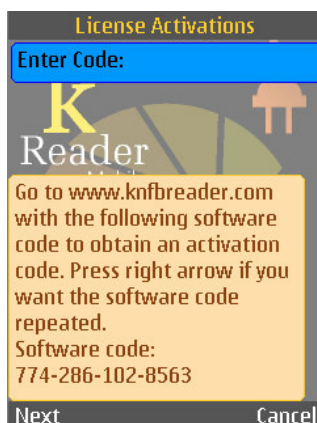 License Activations
Enter Code:
K
Reader
Go to www.knfbreader.com
with the following software
code to obtain an activation
code. Press right arrow if you
want the software code
repeated.
Software code:
774-286-102-8563
Next Cancel